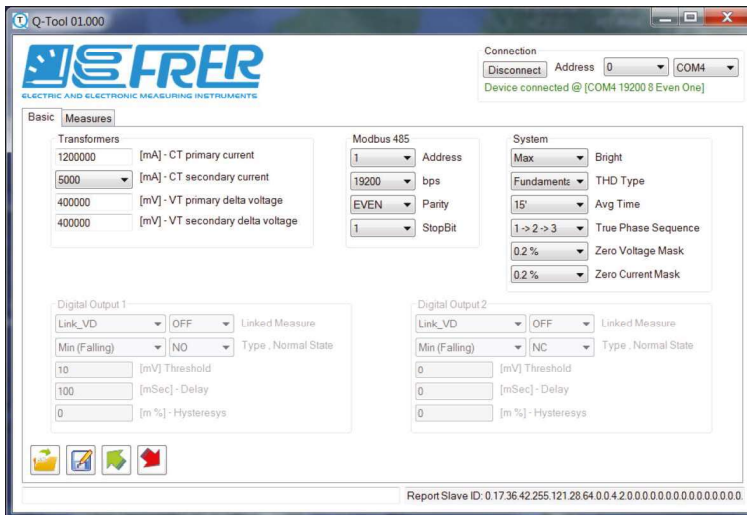 Q-Tool 01.000
FRER
ELECTRIC AND ELECTRONIC MEASURING INSTRUMENTS
Connection
Disconnect Address 0 COM4
Device connected @ [COM4 19200 8 Even One]
Basic Measures
Transformers
1200000 [mA] - CT primary current
5000 [mA] - CT secondary current
400000 [mV] - VT primary delta voltage
400000 [mV] - VT secondary delta voltage
Modbus 485
1 Address
19200 bps
EVEN Parity
1 StopBit
System
Max Bright
Fundamenta THD Type
15' Avg Time
1 -> 2 -> 3 True Phase Sequence
0.2 % Zero Voltage Mask
0.2 % Zero Current Mask
Digital Output 1
Link_VD OFF Linked Measure
Min (Falling) NO Type , Normal State
10 [mV] Threshold
100 [mSec] - Delay
0 [m %] - Hysteresys
Digital Output 2
Link_VD OFF Linked Measure
Min (Falling) NC Type , Normal State
0 [mV] Threshold
0 [mSec] - Delay
0 [m %] - Hysteresys
Report Slave ID: 0.17.36.42.255.121.28.64.0.0.4.2.0.0.0.0.0.0.0.0.0.0.0.0.0.0.